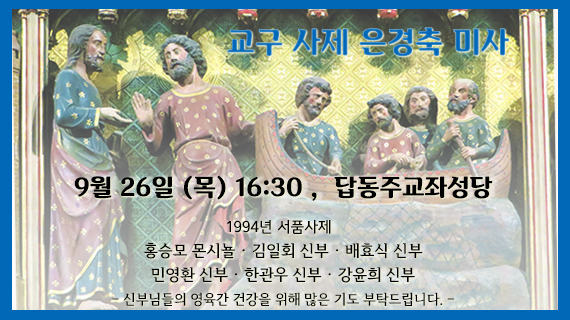 교구 사제 은경축 미사
9월 26일 (목) 16:30 , 답동주교좌성당
1994년 서품사제
홍승모 몬시뇰 · 김일회 신부 · 배효식 신부
민영환 신부 · 한관우 신부 · 강윤희 신부
- 신부님들의 영육간 건강을 위해 많은 기도 부탁드립니다. -